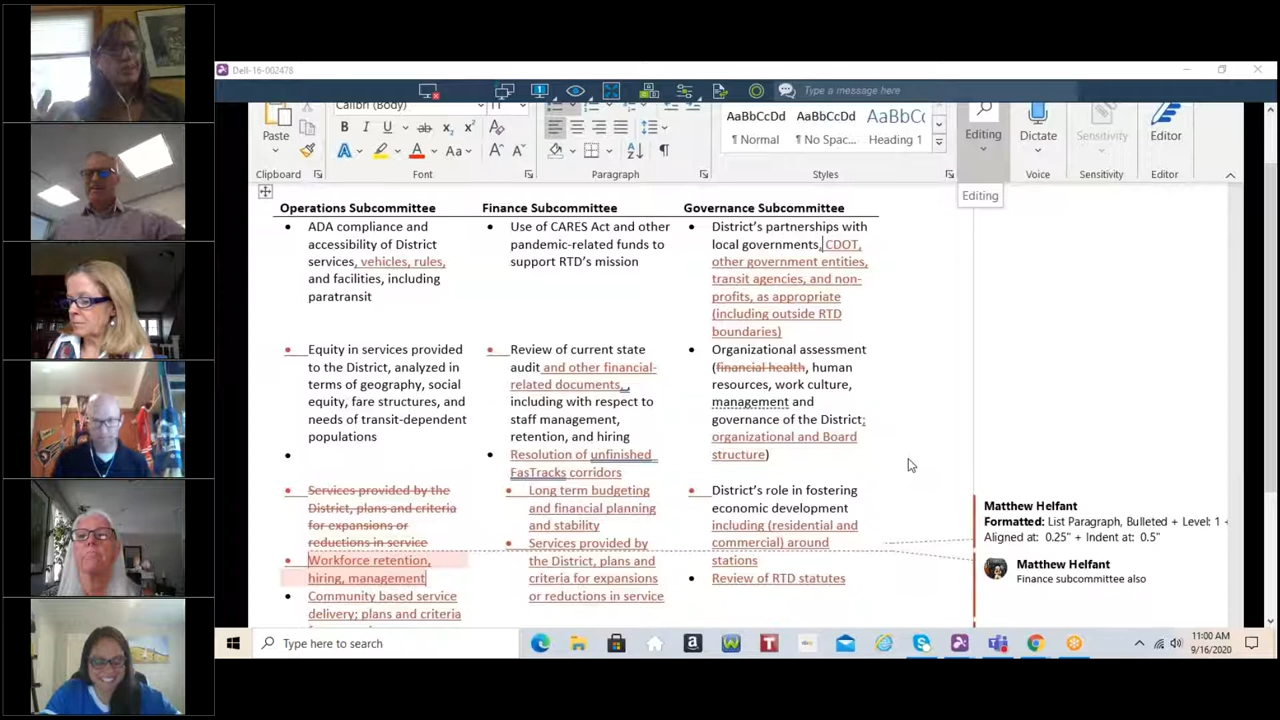 Dell-16-002478
Type a message here
Calibri (Body)
11
Paste
B I U ab x₂ x²
A Aa A A
AaBbCcDd AaBbCcDd AaBbC
¶ Normal ¶ No Spac... Heading 1
Editing
Dictate
Sensitivity
Editor
Clipboard
Font
Paragraph
Styles
Voice
Sensitivity
Editor
Editing
Operations Subcommittee
ADA compliance and
accessibility of District
services, vehicles, rules,
and facilities, including
paratransit
Equity in services provided
to the District, analyzed in
terms of geography, social
equity, fare structures, and
needs of transit-dependent
populations
Services provided by the
District, plans and criteria
for expansions or
reductions in service
Workforce retention,
hiring, management
Community based service
delivery; plans and criteria
Finance Subcommittee
Use of CARES Act and other
pandemic-related funds to
support RTD's mission
Review of current state
audit and other financial-
related documents, ,
including with respect to
staff management,
retention, and hiring
Resolution of unfinished
FasTracks corridors
Long term budgeting
and financial planning
and stability
Services provided by
the District, plans and
criteria for expansions
or reductions in service
Governance Subcommittee
District's partnerships with
local governments, CDOT,
other government entities,
transit agencies, and non-
profits, as appropriate
(including outside RTD
boundaries)
Organizational assessment
(financial health, human
resources, work culture,
management and
governance of the District;
organizational and Board
structure)
District's role in fostering
economic development
including (residential and
commercial) around
stations
Review of RTD statutes
Matthew Helfant
Formatted: List Paragraph, Bulleted + Level: 1 +
Aligned at: 0.25" + Indent at: 0.5"
Matthew Helfant
Finance subcommittee also
Type here to search
11:00 AM
9/16/2020